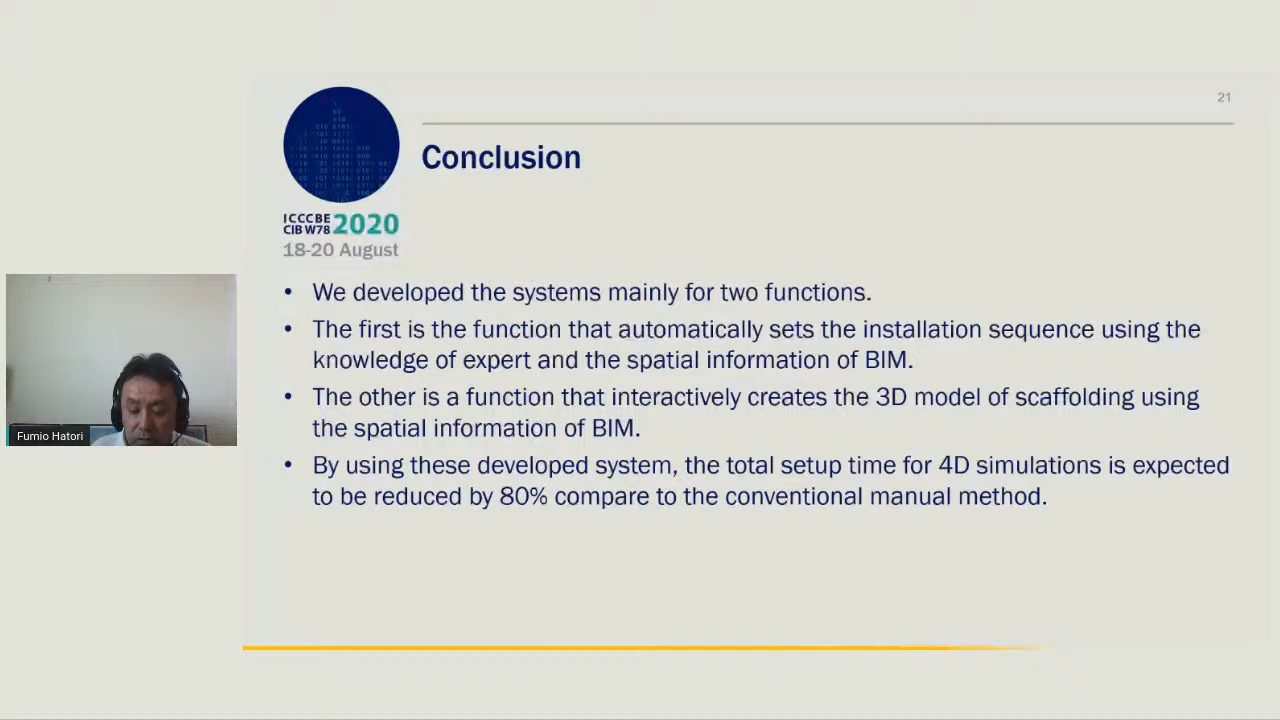 21
Conclusion
ICCCBE
CIB W78 2020
18-20 August
• We developed the systems mainly for two functions.
• The first is the function that automatically sets the installation sequence using the
knowledge of expert and the spatial information of BIM.
• The other is a function that interactively creates the 3D model of scaffolding using
the spatial information of BIM.
• By using these developed system, the total setup time for 4D simulations is expected
to be reduced by 80% compare to the conventional manual method.
Fumio Hatori